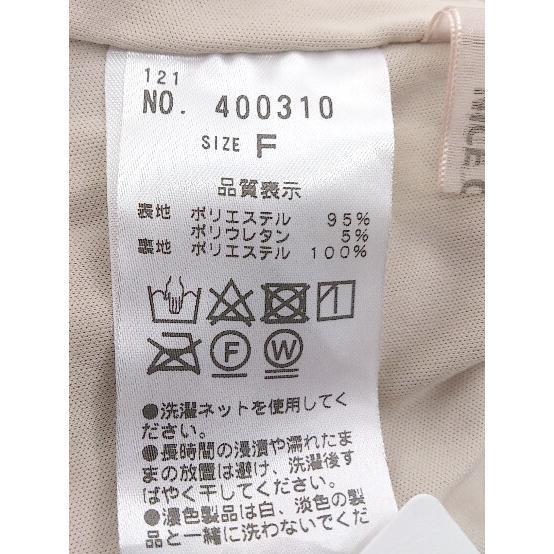 121
NO. 400310
SIZE F
品質表示
表地 ポリエステル 95%
ポリウレタン 5%
裏地 ポリエステル 100%
F W
●洗濯ネットを使用してく
ださい。
●長時間の浸漬や濡れたま
まの放置は避け、洗濯後す
ばやく干してください。
●濃色製品は白、淡色の製
品と一緒に洗わないでくだ